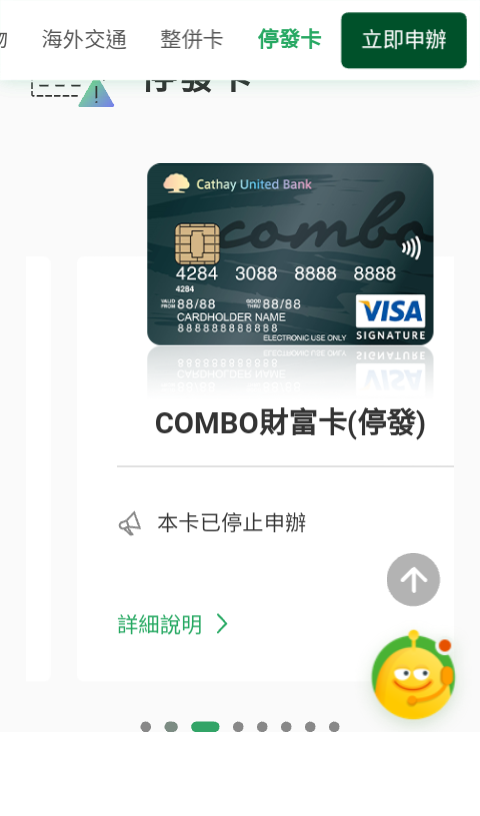 物 海外交通 整併卡 停發卡 立即申辦
停發卡
Cathay United Bank
combo
4284 3088 8888 8888
4284
VALID FROM 88/88 GOOD THRU 88/88
CARDHOLDER NAME
888888888888
VISA
SIGNATURE
ELECTRONIC USE ONLY
COMBO財富卡(停發)
本卡已停止申辦
詳細說明